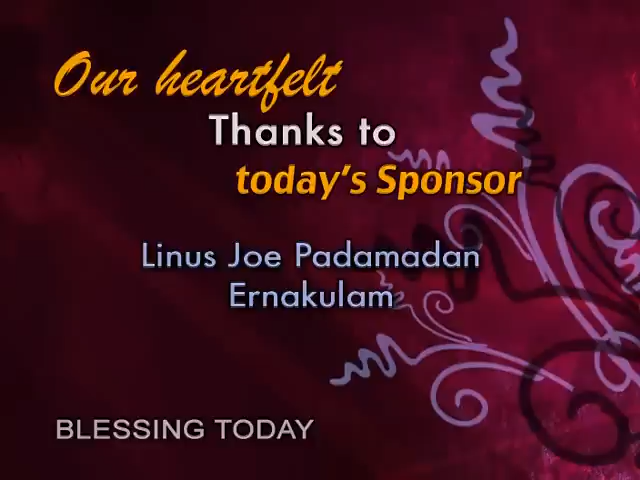 Our heartfelt
Thanks to
today's Sponsor
Linus Joe Padamadan
Ernakulam
BLESSING TODAY